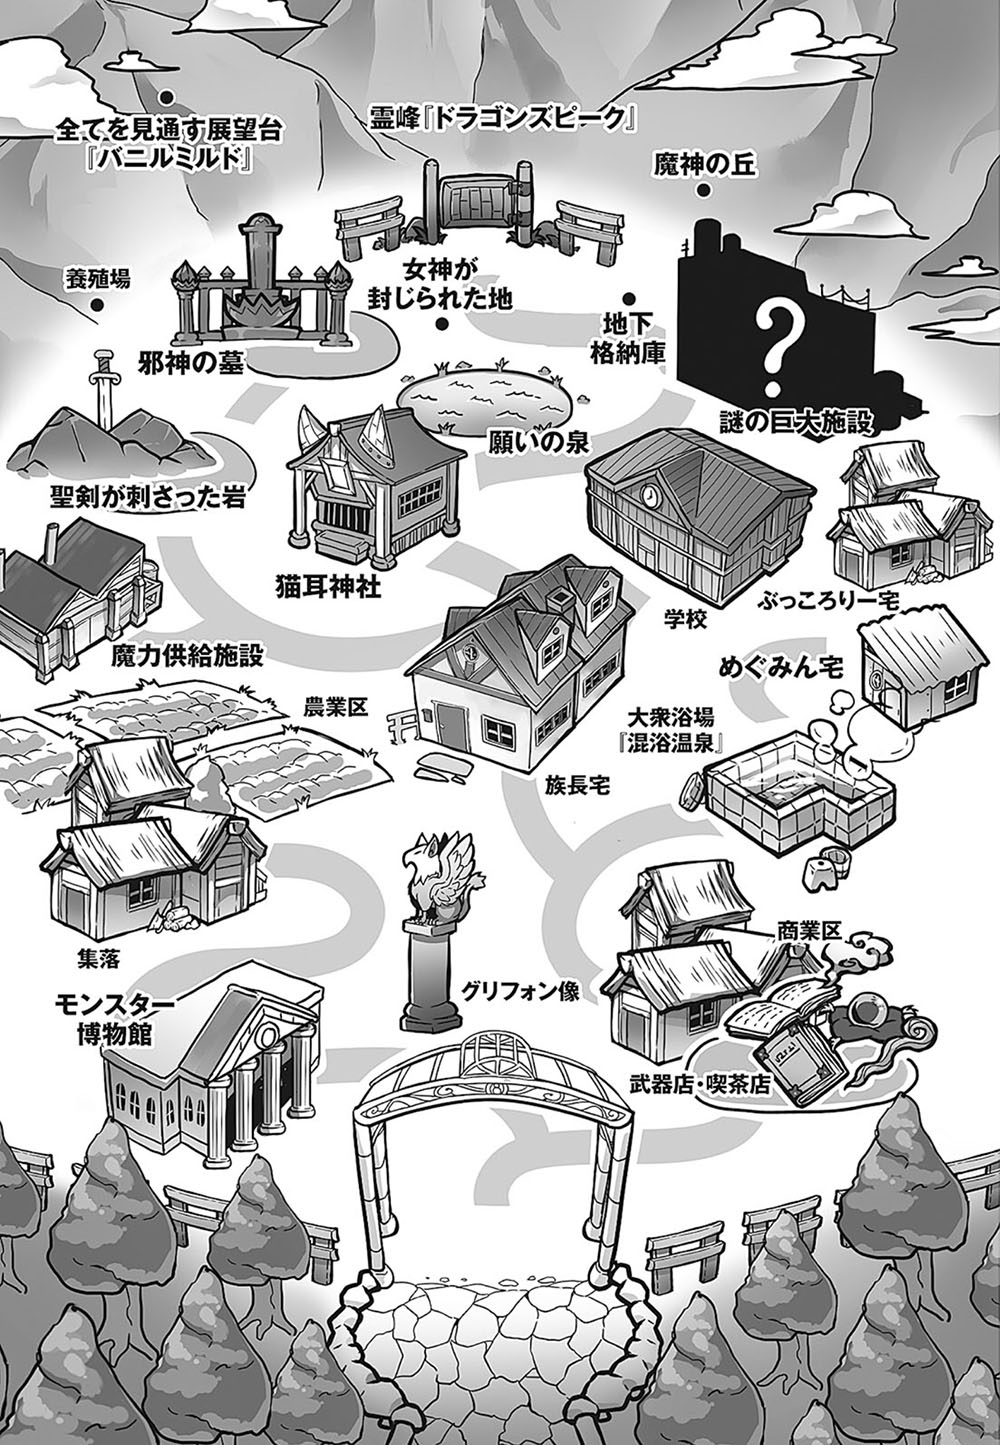 霊峰『ドラゴンズピーク』
全てを見通す展望台
『バニルミルド』
魔神の丘
養殖場
女神が
封じられた地
地下
格納庫
?
邪神の墓
謎の巨大施設
願いの泉
聖剣が刺さった岩
猫耳神社
学校
ぶっころりー宅
魔力供給施設
めぐみん宅
農業区
大衆浴場
『混浴温泉』
族長宅
商業区
集落
グリフォン像
モンスター
博物館
武器店・喫茶店